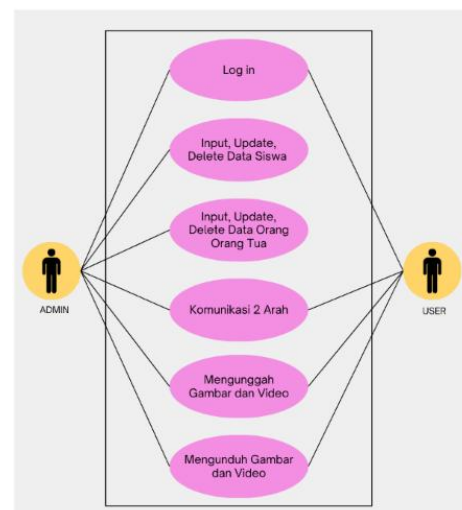 Log in
Input, Update,
Delete Data Siswa
Input, Update,
Delete Data Orang
Orang Tua
ADMIN
USER
Komunikasi 2 Arah
Mengunggah
Gambar dan Video
Mengunduh Gambar
dan Video